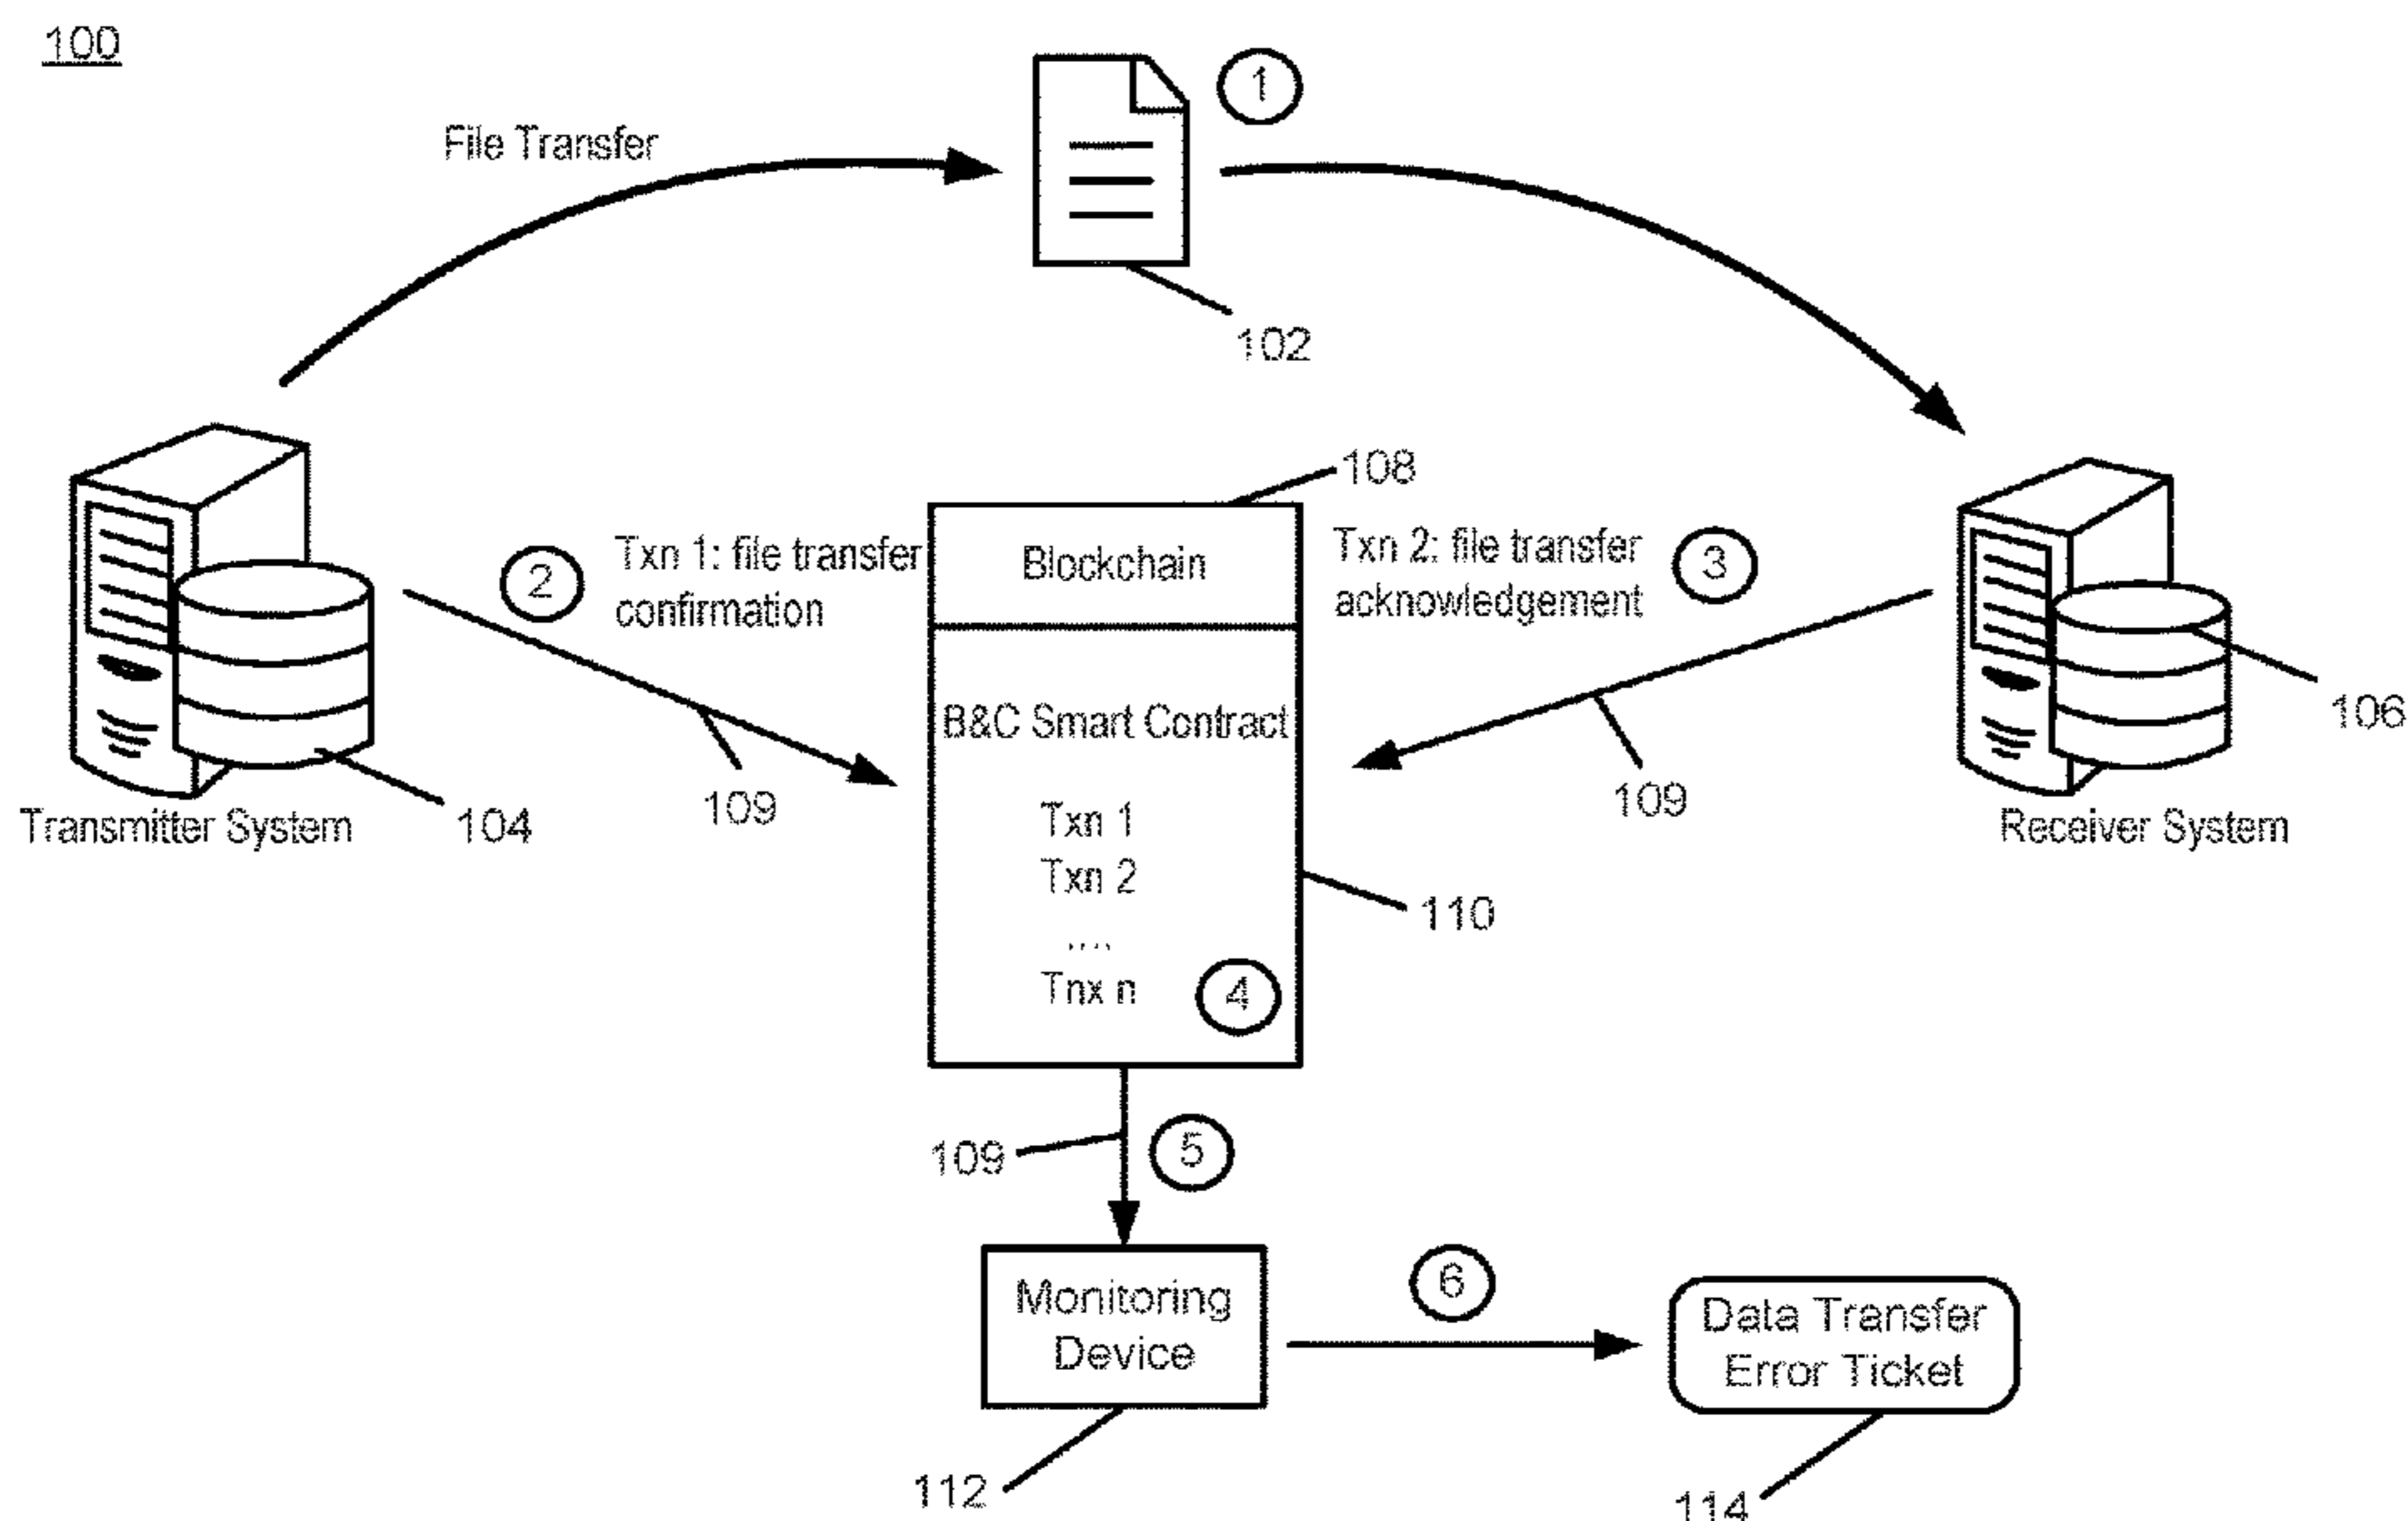 100
1
File Transfer
102
108
Blockchain
2
Txn 1: file transfer
confirmation
Txn 2: file transfer
acknowledgement
3
B&C Smart Contract
Txn 1
Txn 2
....
Tnx n
4
109
109
106
Transmitter System
104
Receiver System
110
109
5
Monitoring
Device
6
Data Transfer
Error Ticket
112
114